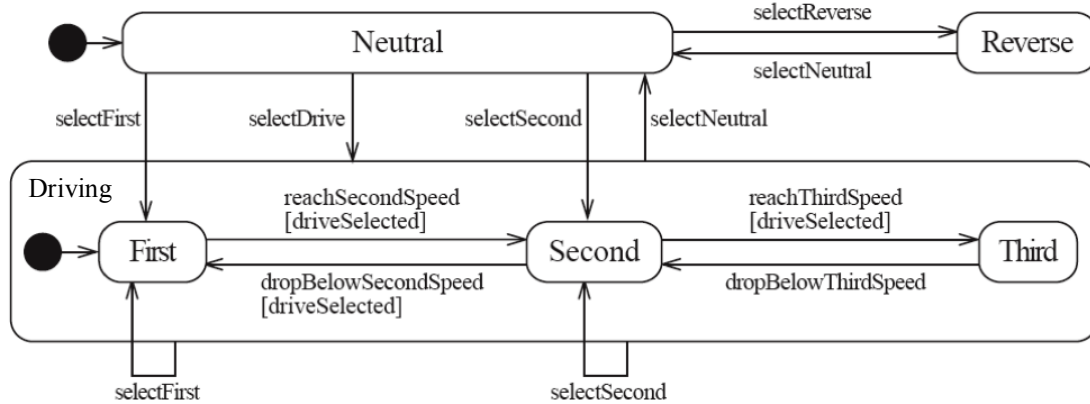 selectReverse
Neutral
Reverse
selectNeutral
selectFirst
selectDrive
selectSecond
selectNeutral
Driving
reachSecondSpeed
[driveSelected]
reachThirdSpeed
[driveSelected]
First
Second
Third
dropBelowSecondSpeed
[driveSelected]
dropBelowThirdSpeed
selectFirst
selectSecond